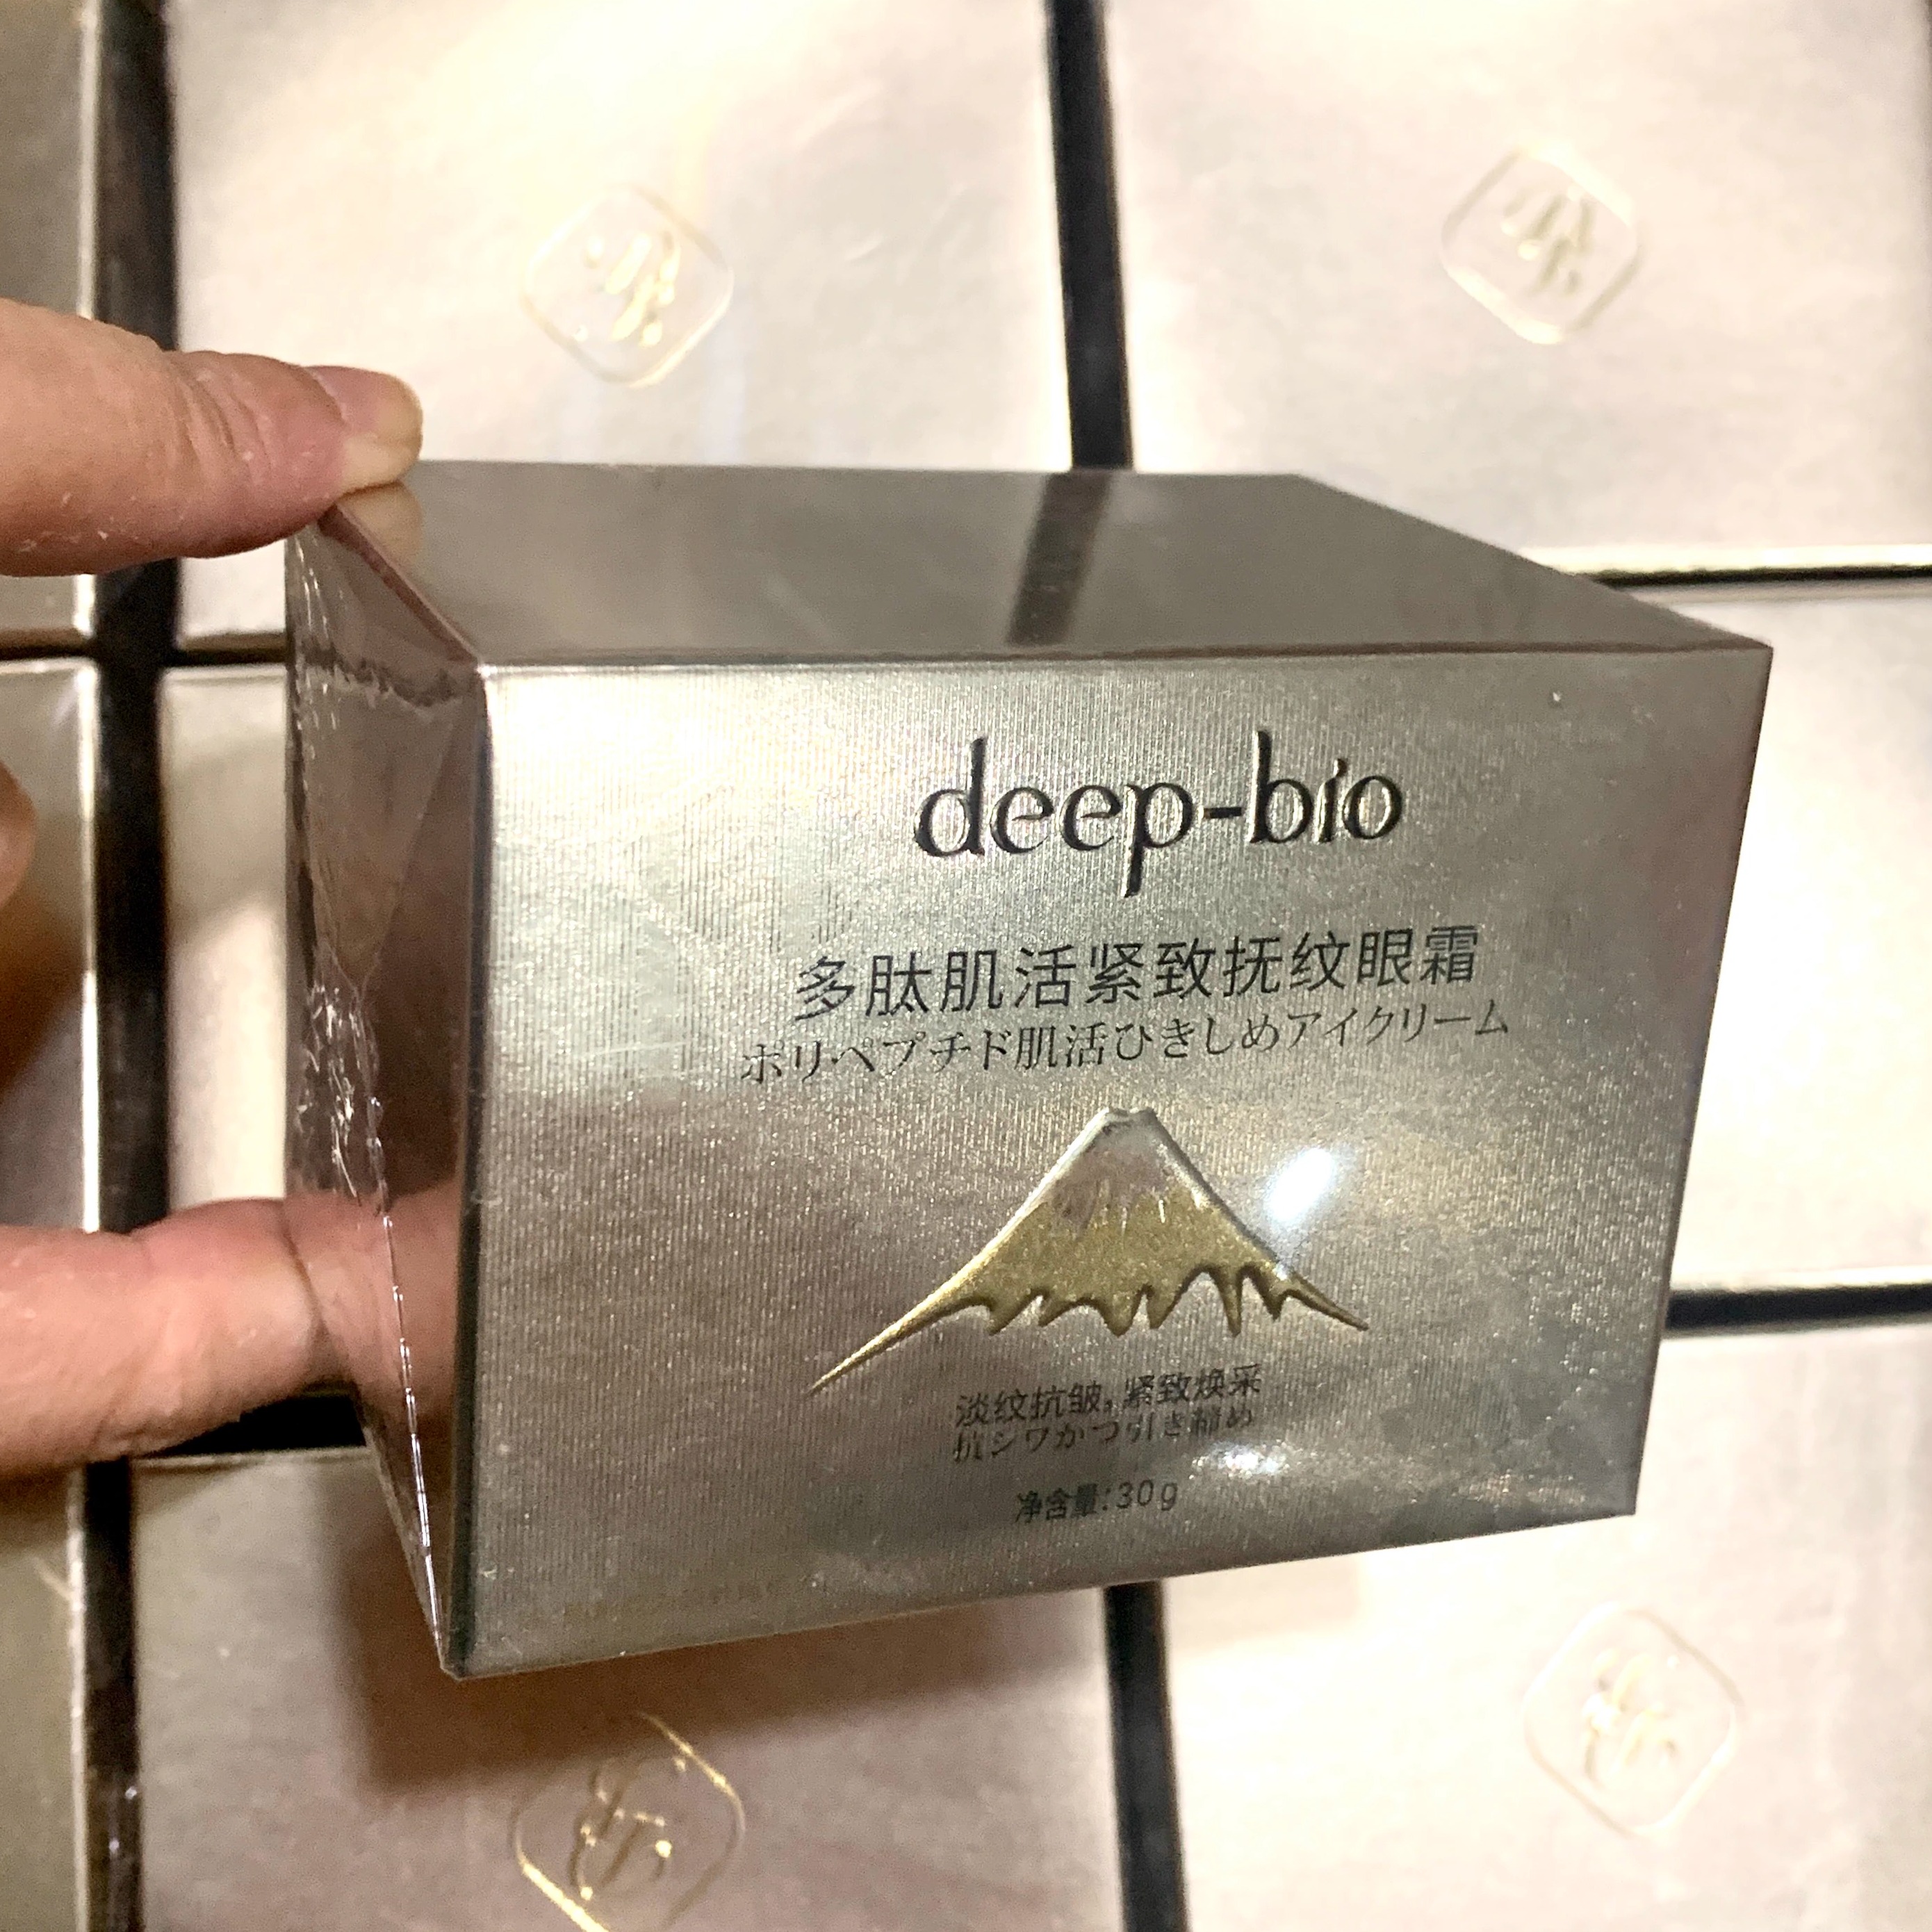 deep-bio
多肽肌活紧致抚纹眼霜
ポリ·ペプチド肌活ひきしめアイクリーム
淡纹抗皱,紧致焕采
抗シワかつ引き締め
净含量:30g